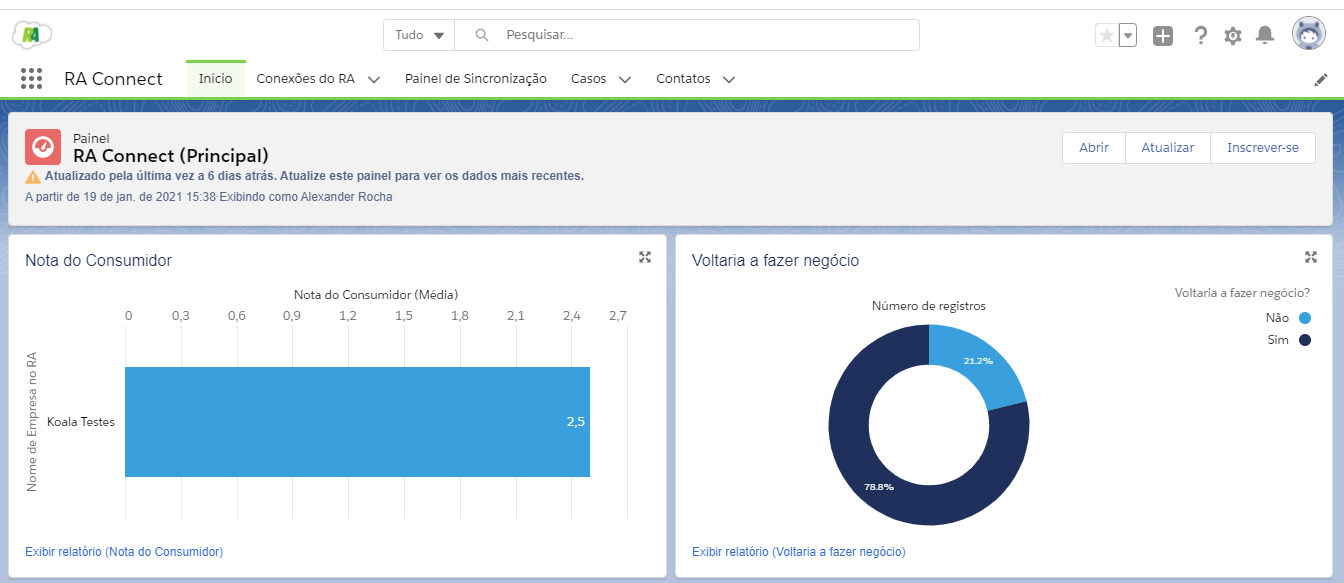 RA
Tudo
Pesquisar...
RA Connect
Início
Conexões do RA
Painel de Sincronização
Casos
Contatos
Painel
RA Connect (Principal)
Atualizado pela última vez a 6 dias atrás. Atualize este painel para ver os dados mais recentes.
A partir de 19 de jan. de 2021 15:38·Exibindo como Alexander Rocha
Abrir
Atualizar
Inscrever-se
Nota do Consumidor
Nota do Consumidor (Média)
0 0,3 0,6 0,9 1,2 1,5 1,8 2,1 2,4 2,7
Nome de Empresa no RA
Koala Testes
2,5
Exibir relatório (Nota do Consumidor)
Voltaria a fazer negócio
Número de registros
Voltaria a fazer negócio?
Não
Sim
21.2%
78.8%
Exibir relatório (Voltaria a fazer negócio)